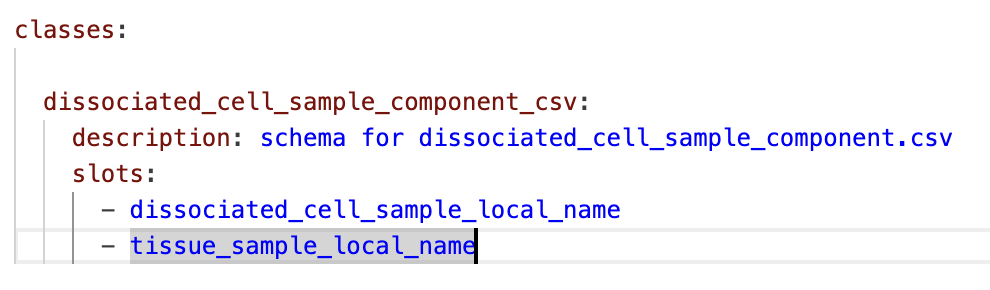 classes:
dissociated_cell_sample_component_csv:
description: schema for dissociated_cell_sample_component.csv
slots:
- dissociated_cell_sample_local_name
- tissue_sample_local_name